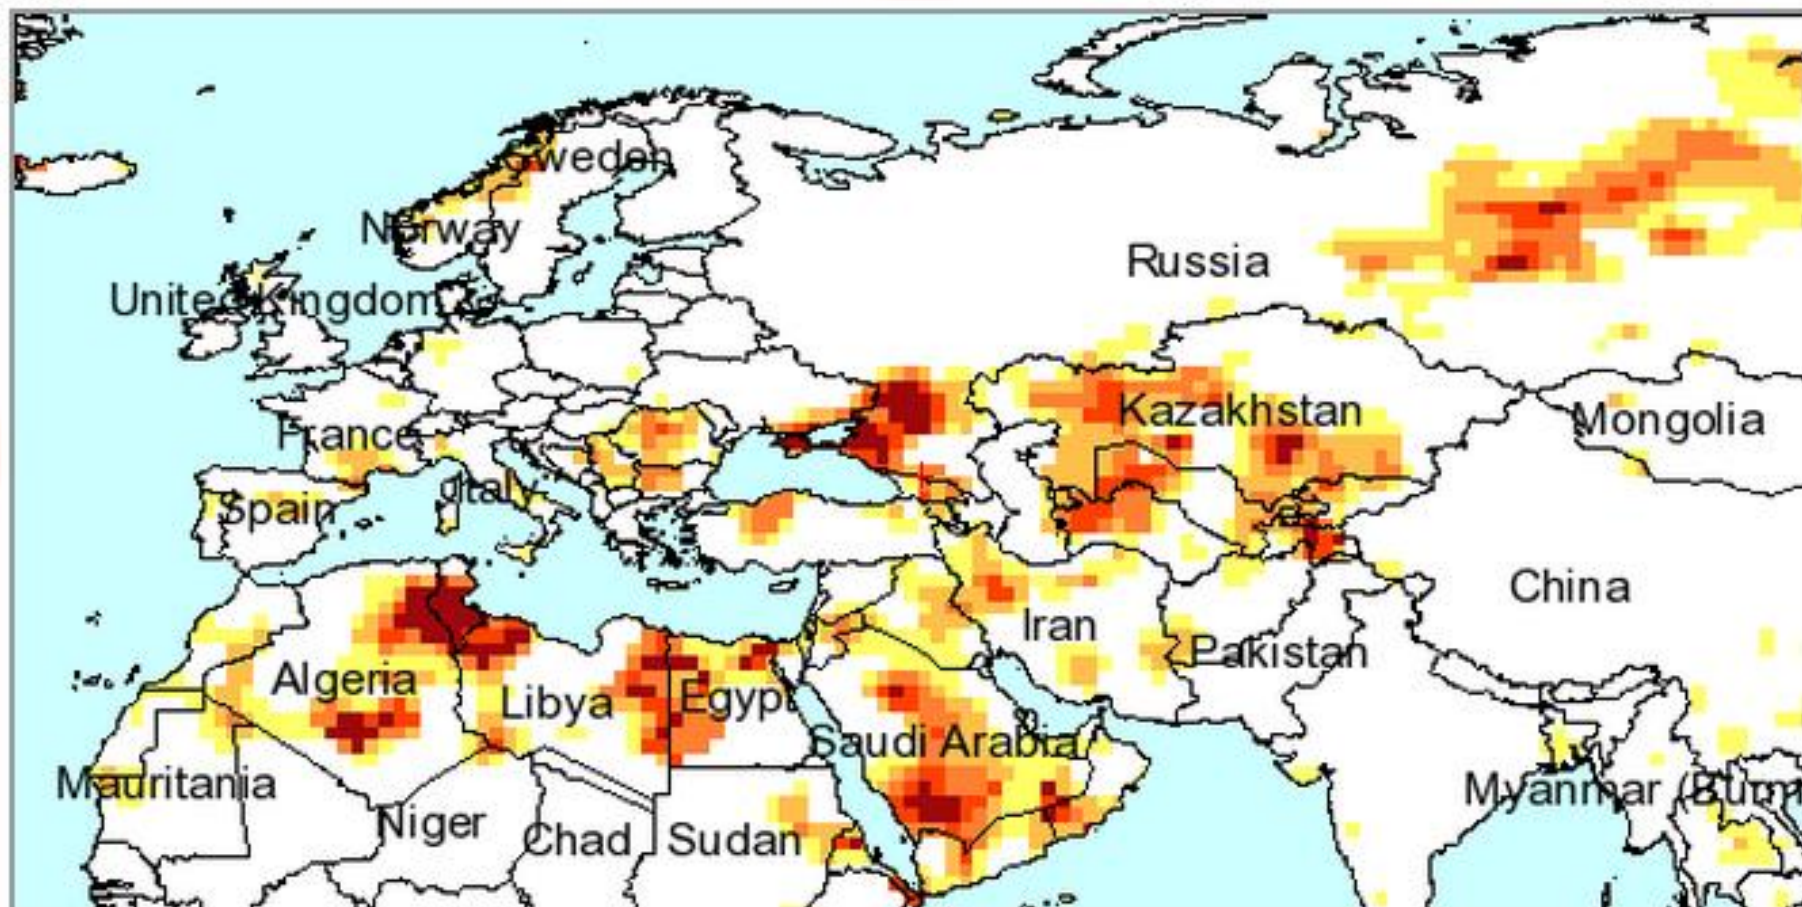 Sweden
Norway
Russia
United Kingdom
Kazakhstan
Mongolia
France
Italy
Spain
China
Iran
Pakistan
Algeria
Libya
Egypt
Saudi Arabia
Mauritania
Myanmar (Burm
Niger
Chad
Sudan